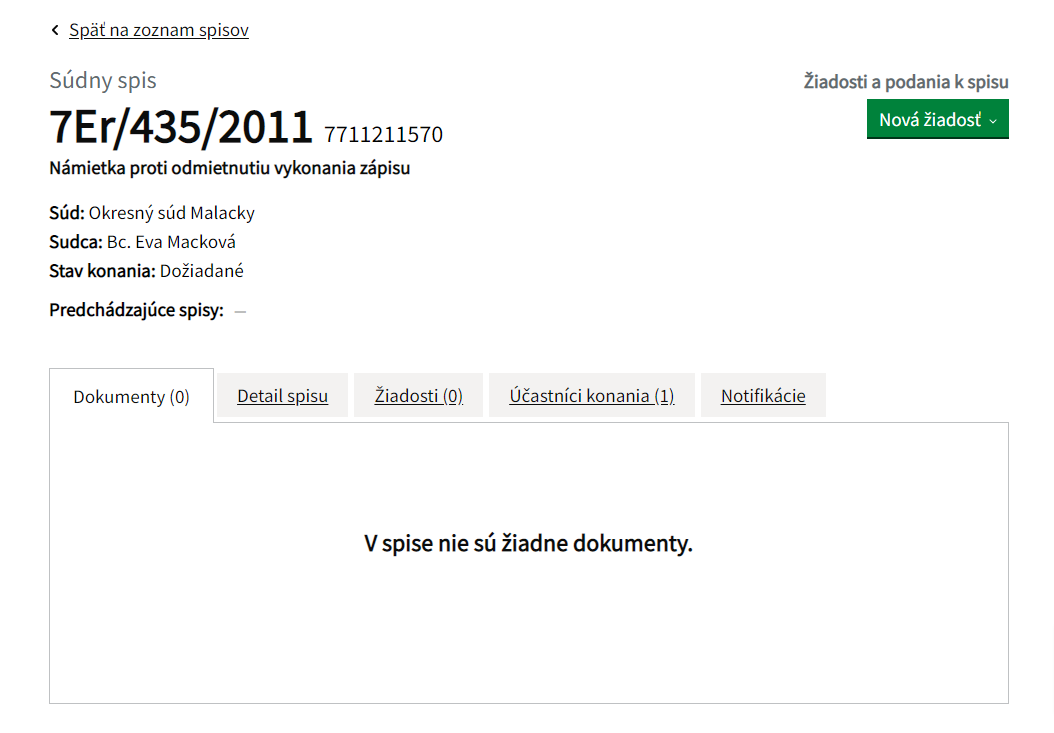 Späť na zoznam spisov
Súdny spis
Žiadosti a podania k spisu
7Er/435/2011 7711211570
Nová žiadosť
Námietka proti odmietnutiu vykonania zápisu
Súd: Okresný súd Malacky
Sudca: Bc. Eva Macková
Stav konania: Dožiadané
Predchádzajúce spisy: —
Dokumenty (0) Detail spisu Žiadosti (0) Účastníci konania (1) Notifikácie
V spise nie sú žiadne dokumenty.